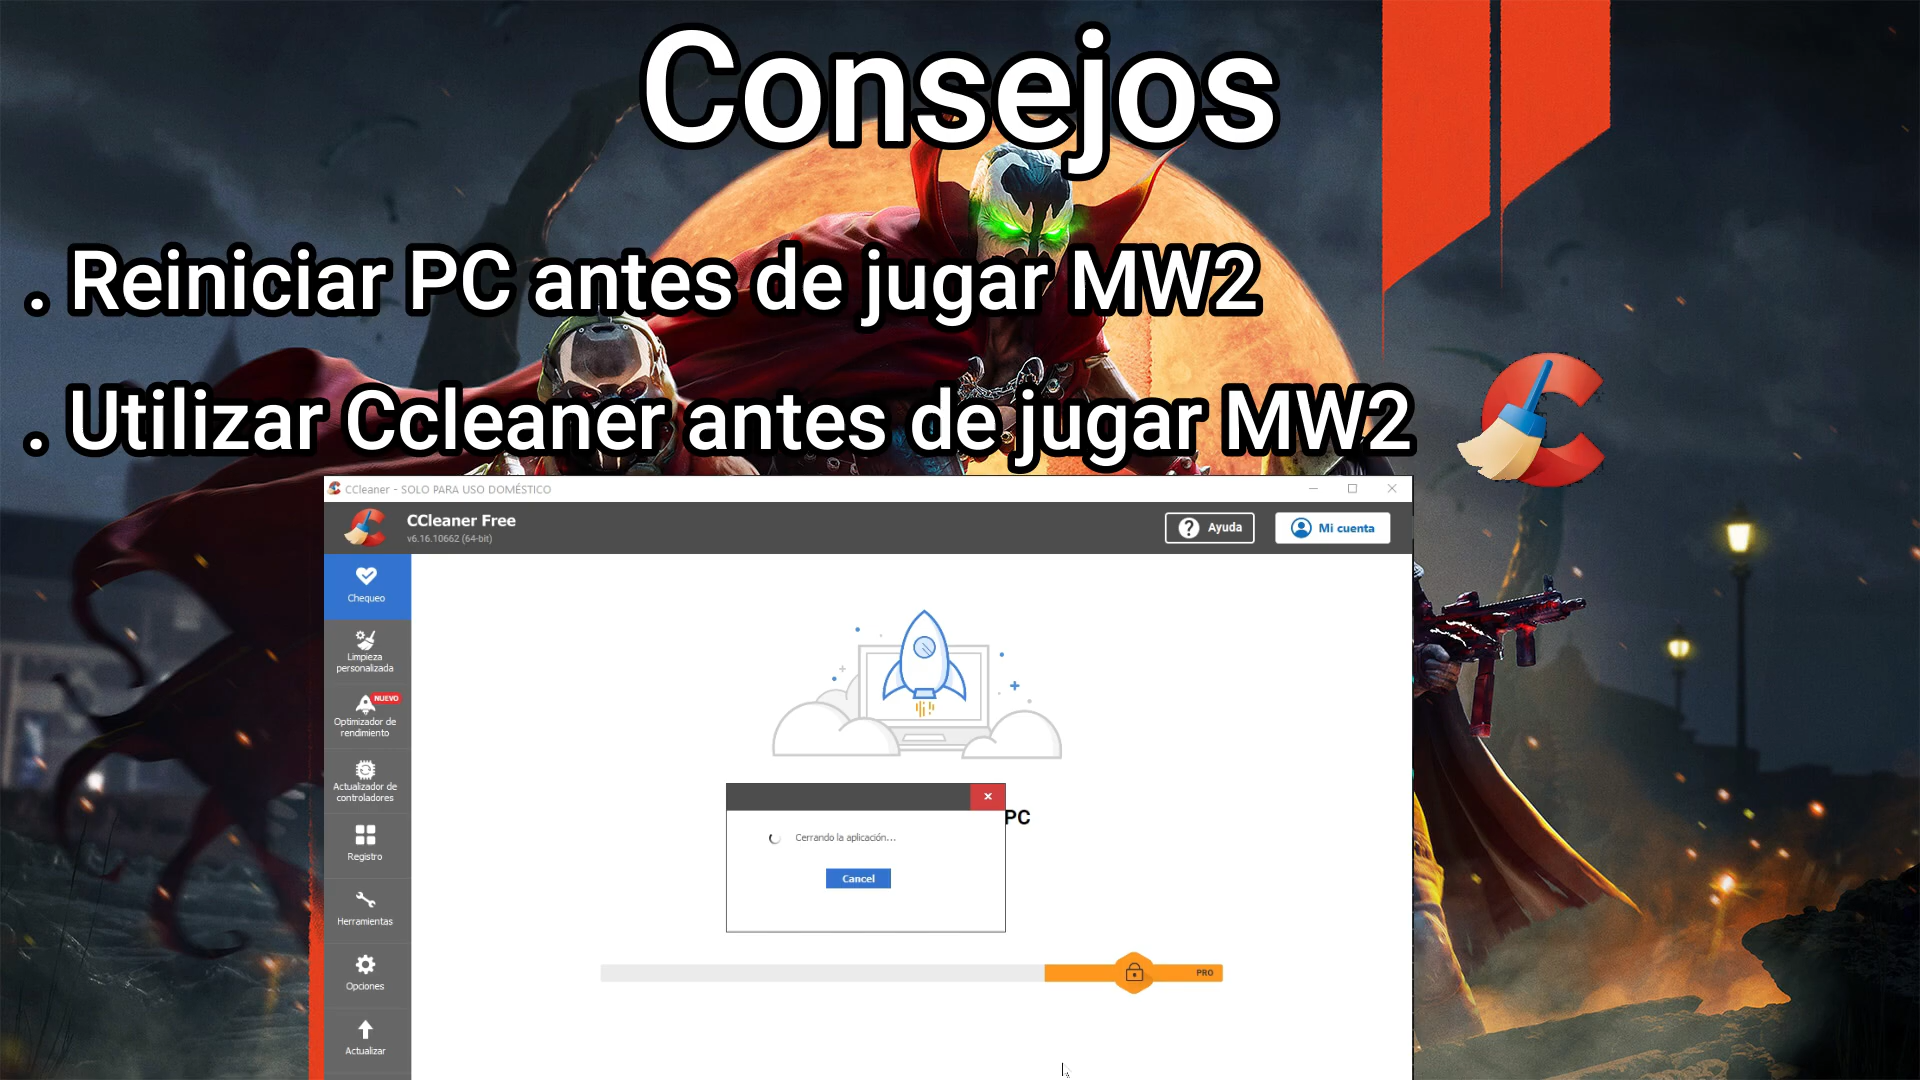 Consejos
. Reiniciar PC antes de jugar MW2
. Utilizar Ccleaner antes de jugar MW2
CCleaner - SOLO PARA USO DOMÉSTICO
CCleaner Free
v6.16.10662 (64-bit)
Ayuda
Mi cuenta
Chequeo
Limpieza
personalizada
NUEVO
Optimizador de
rendimiento
Actualizador de
controladores
Registro
Herramientas
Opciones
Actualizar
PC
Cerrando la aplicación...
Cancel
PRO